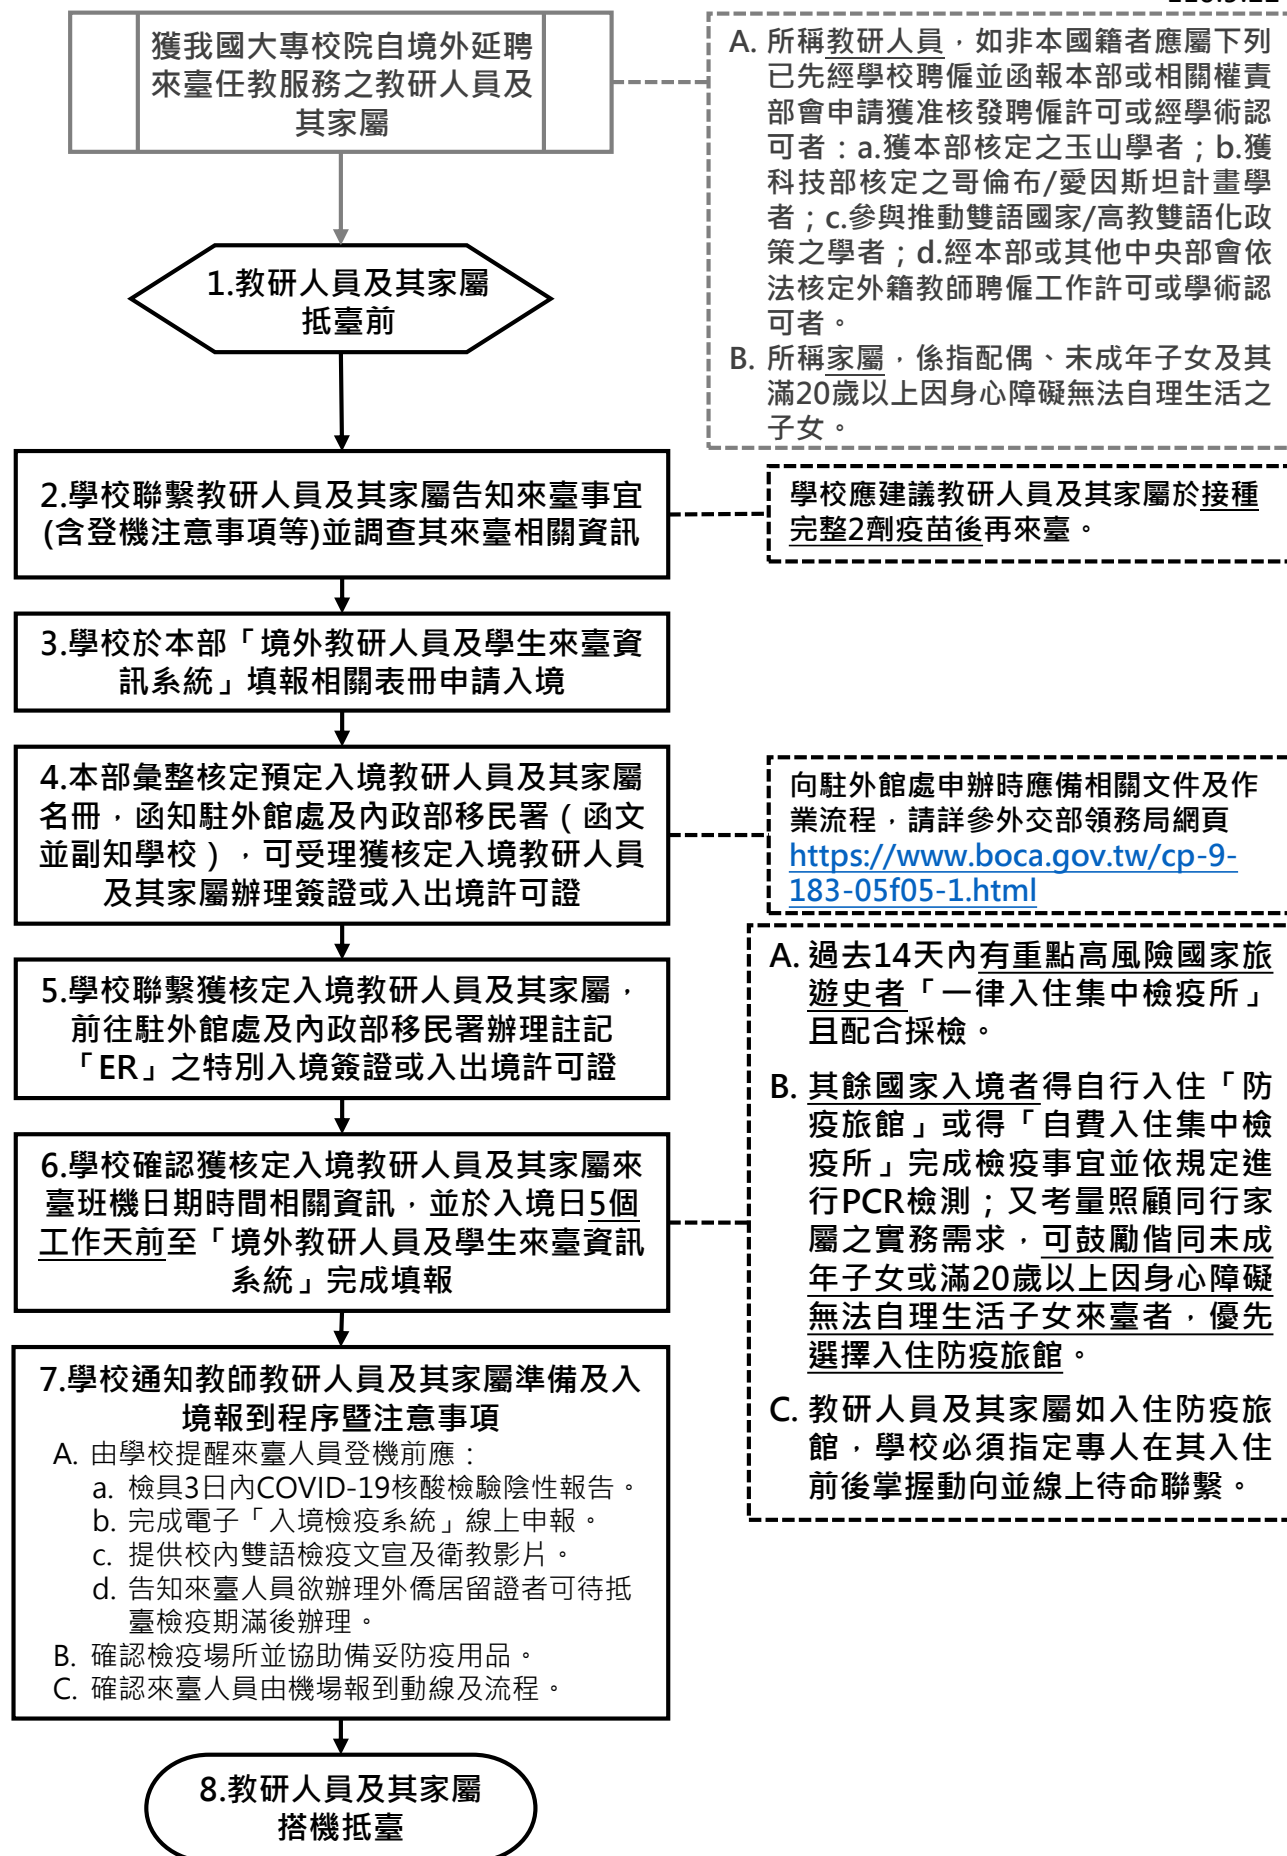 獲我國大專校院自境外延聘
來臺任教服務之教研人員及
其家屬
A. 所稱教研人員，如非本國籍者應屬下列
已先經學校聘僱並函報本部或相關權責
部會申請獲准核發聘僱許可或經學術認
可者：a.獲本部核定之玉山學者；b.獲
科技部核定之哥倫布/愛因斯坦計畫學
者；c.參與推動雙語國家/高教雙語化政
策之學者；d.經本部或其他中央部會依
法核定外籍教師聘僱工作許可或學術認
可者。
B. 所稱家屬，係指配偶、未成年子女及其
滿20歲以上因身心障礙無法自理生活之
子女。
1.教研人員及其家屬
抵臺前
2.學校聯繫教研人員及其家屬告知來臺事宜
(含登機注意事項等)並調查其來臺相關資訊
學校應建議教研人員及其家屬於接種
完整2劑疫苗後再來臺。
3.學校於本部「境外教研人員及學生來臺資
訊系統」填報相關表冊申請入境
4.本部彙整核定預定入境教研人員及其家屬
名冊，函知駐外館處及內政部移民署（函文
並副知學校），可受理獲核定入境教研人員
及其家屬辦理簽證或入出境許可證
向駐外館處申辦時應備相關文件及作
業流程，請詳參外交部領務局網頁
https://www.boca.gov.tw/cp-9-
183-05f05-1.html
5.學校聯繫獲核定入境教研人員及其家屬，
前往駐外館處及內政部移民署辦理註記
「ER」之特別入境簽證或入出境許可證
6.學校確認獲核定入境教研人員及其家屬來
臺班機日期時間相關資訊，並於入境日5個
工作天前至「境外教研人員及學生來臺資訊
系統」完成填報
A. 過去14天內有重點高風險國家旅
遊史者「一律入住集中檢疫所」
且配合採檢。
B. 其餘國家入境者得自行入住「防
疫旅館」或得「自費入住集中檢
疫所」完成檢疫事宜並依規定進
行PCR檢測；又考量照顧同行家
屬之實務需求，可鼓勵偕同未成
年子女或滿20歲以上因身心障礙
無法自理生活子女來臺者，優先
選擇入住防疫旅館。
C. 教研人員及其家屬如入住防疫旅
館，學校必須指定專人在其入住
前後掌握動向並線上待命聯繫。
7.學校通知教師教研人員及其家屬準備及入
境報到程序暨注意事項
A. 由學校提醒來臺人員登機前應：
a. 檢具3日內COVID-19核酸檢驗陰性報告。
b. 完成電子「入境檢疫系統」線上申報。
c. 提供校內雙語檢疫文宣及衛教影片。
d. 告知來臺人員欲辦理外僑居留證者可待抵
臺檢疫期滿後辦理。
B. 確認檢疫場所並協助備妥防疫用品。
C. 確認來臺人員由機場報到動線及流程。
8.教研人員及其家屬
搭機抵臺